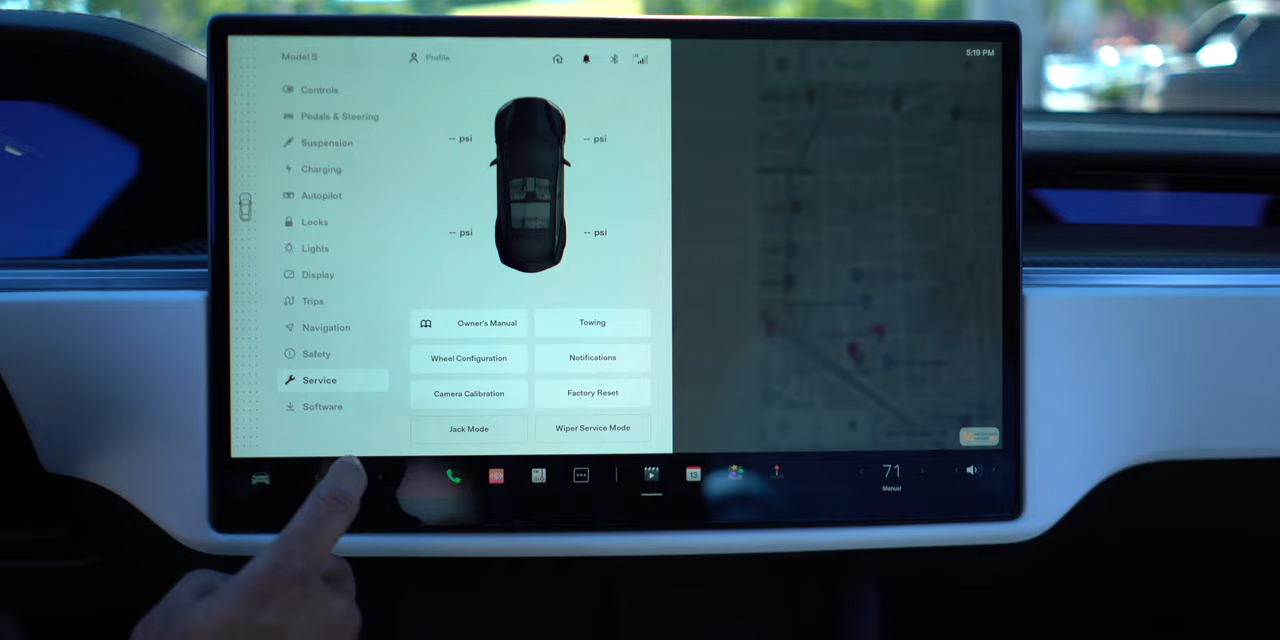 Model S
Profile
LTE
5:19 PM
Controls
Pedals & Steering
Suspension
Charging
Autopilot
Locks
Lights
Display
Trips
Navigation
Safety
Service
Software
-- psi
-- psi
-- psi
-- psi
Owner's Manual
Towing
Wheel Configuration
Notifications
Camera Calibration
Factory Reset
Jack Mode
Wiper Service Mode
13
71
Manual